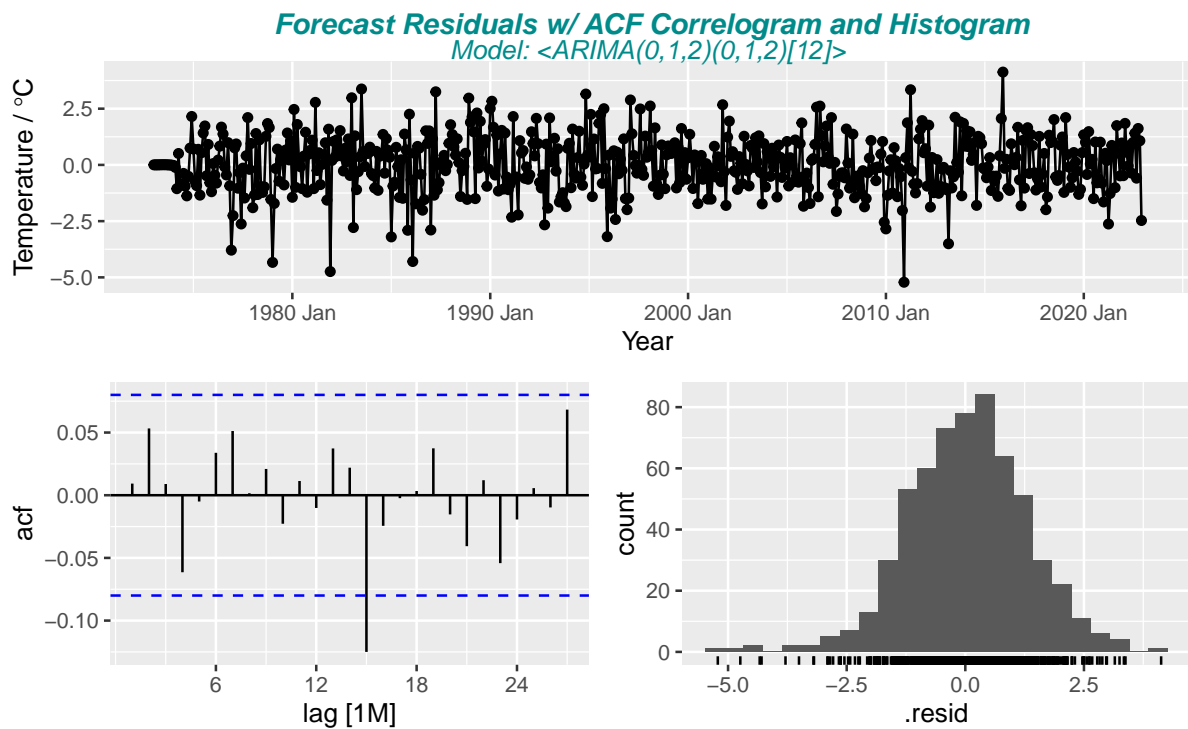 Forecast Residuals w/ ACF Correlogram and Histogram
Model: <ARIMA(0,1,2)(0,1,2)[12]>
Temperature / °C
2.5
0.0
−2.5
−5.0
1980 Jan
1990 Jan
2000 Jan
2010 Jan
2020 Jan
Year
acf
0.05
0.00
−0.05
−0.10
6
12
18
24
lag [1M]
count
80
60
40
20
0
−5.0
−2.5
0.0
2.5
.resid